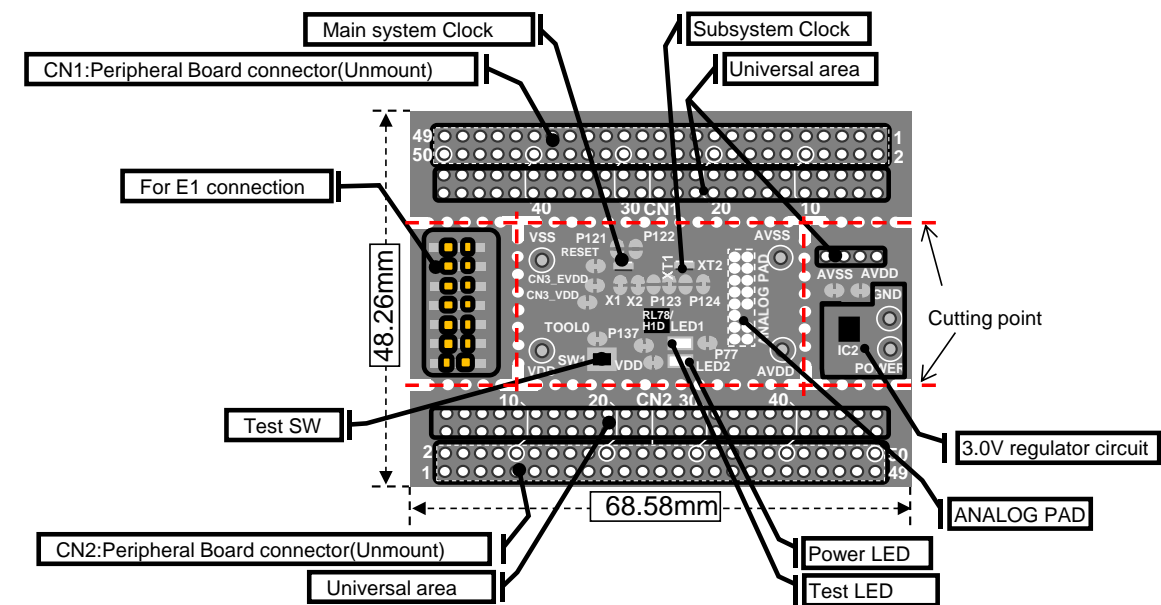 Main system Clock
Subsystem Clock
CN1:Peripheral Board connector(Unmount)
Universal area
49
1
50
2
For E1 connection
40
30 CN1 20
10
VSS
P121
P122
AVSS
RESET
XT1
XT2
CN3_EVDD
AVSS
AVDD
CN3_VDD
X1
X2
P123
P124
ANALOG PAD
GND
48.26mm
RL78/
H1D
TOOL0
P137
LED1
Cutting point
IC2
SW1
VDD
P77
LED2
VDD
AVDD
POWER
10
20
CN2 30
40
Test SW
2
50
1
49
3.0V regulator circuit
68.58mm
ANALOG PAD
CN2:Peripheral Board connector(Unmount)
Power LED
Universal area
Test LED